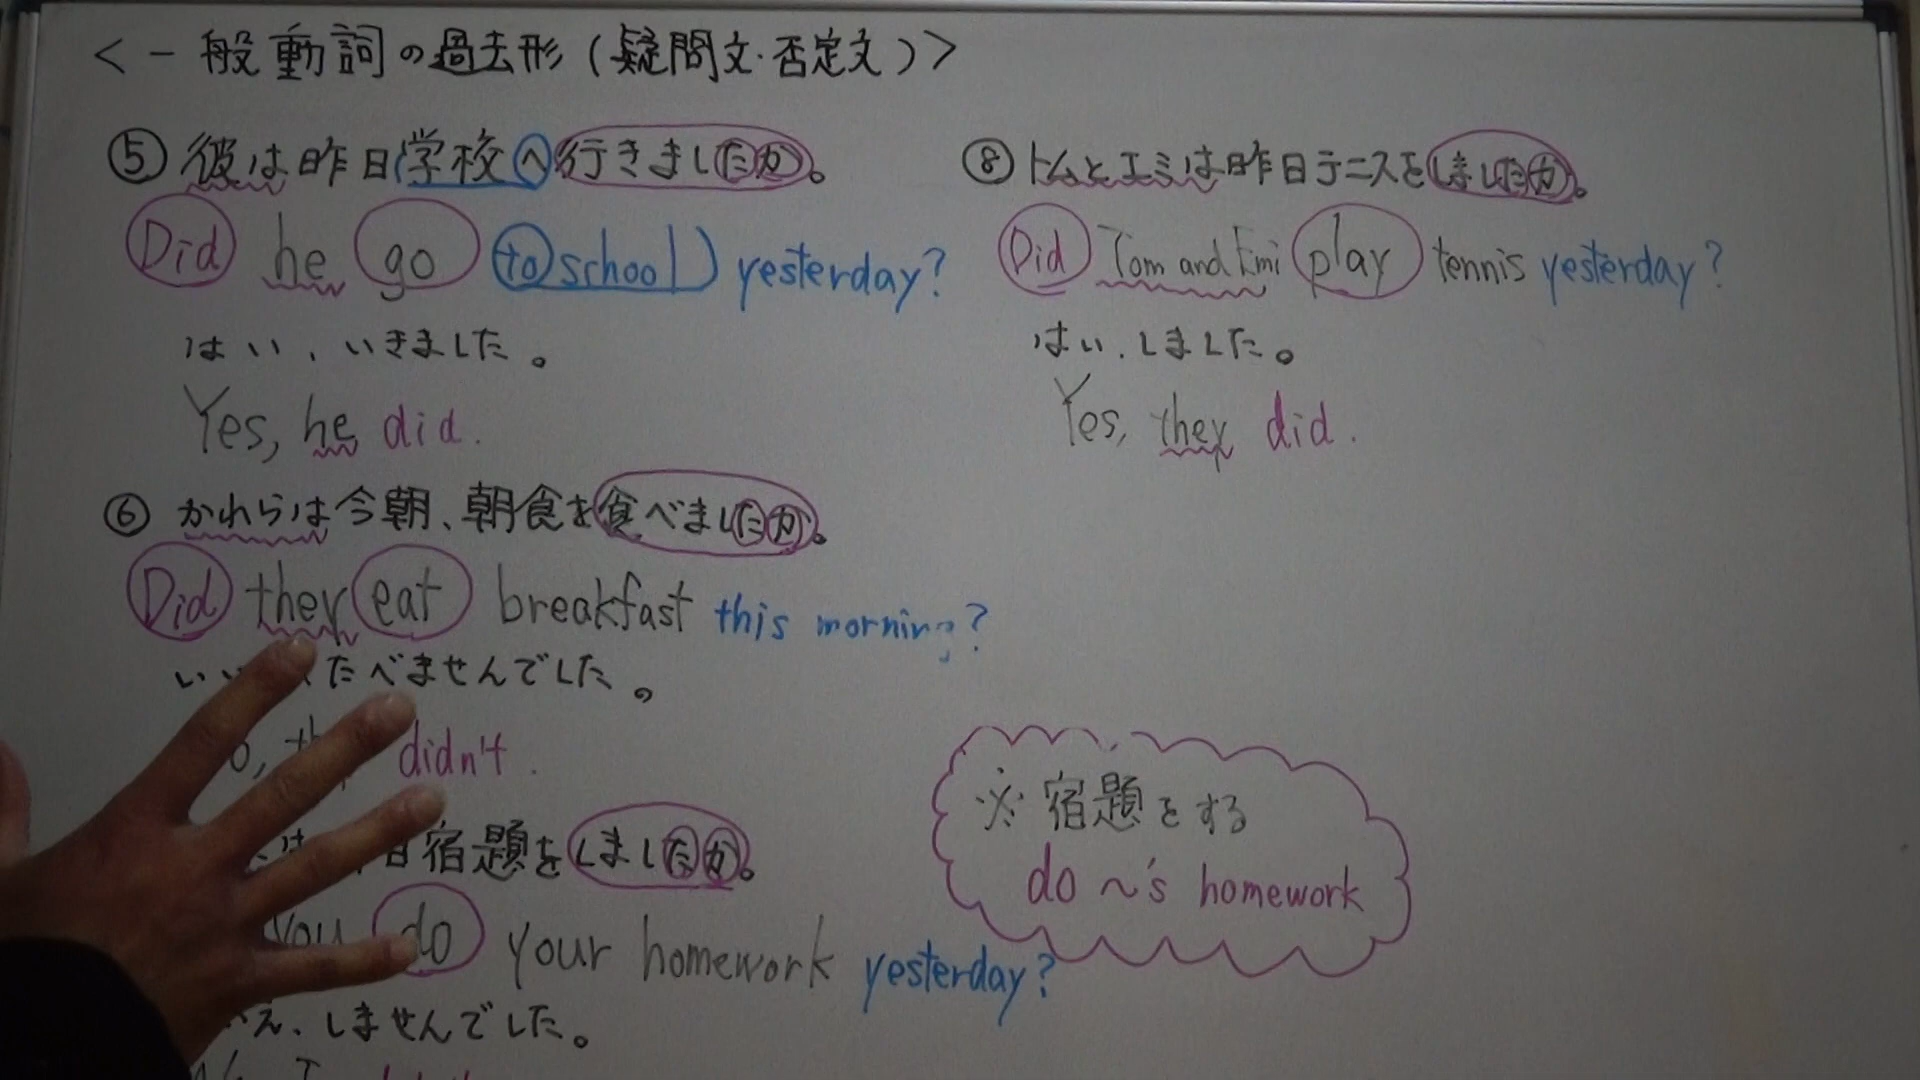 ＜一般動詞の過去形（疑問文・否定文）＞
⑤ 彼は昨日学校へ行きましたか。
Did he go to school yesterday?
はい、いきました。
Yes, he did.
⑥ かれらは今朝、朝食を食べましたか。
Did they eat breakfast this morning?
たべませんでした。
didn't.
宿題をしましたか。
you do your homework yesterday?
しませんでした。
⑧ トムとエミは昨日テニスをしましたか。
Did Tom and Emi play tennis yesterday?
はい、しました。
Yes, they did.
※ 宿題をする
do ～'s homework